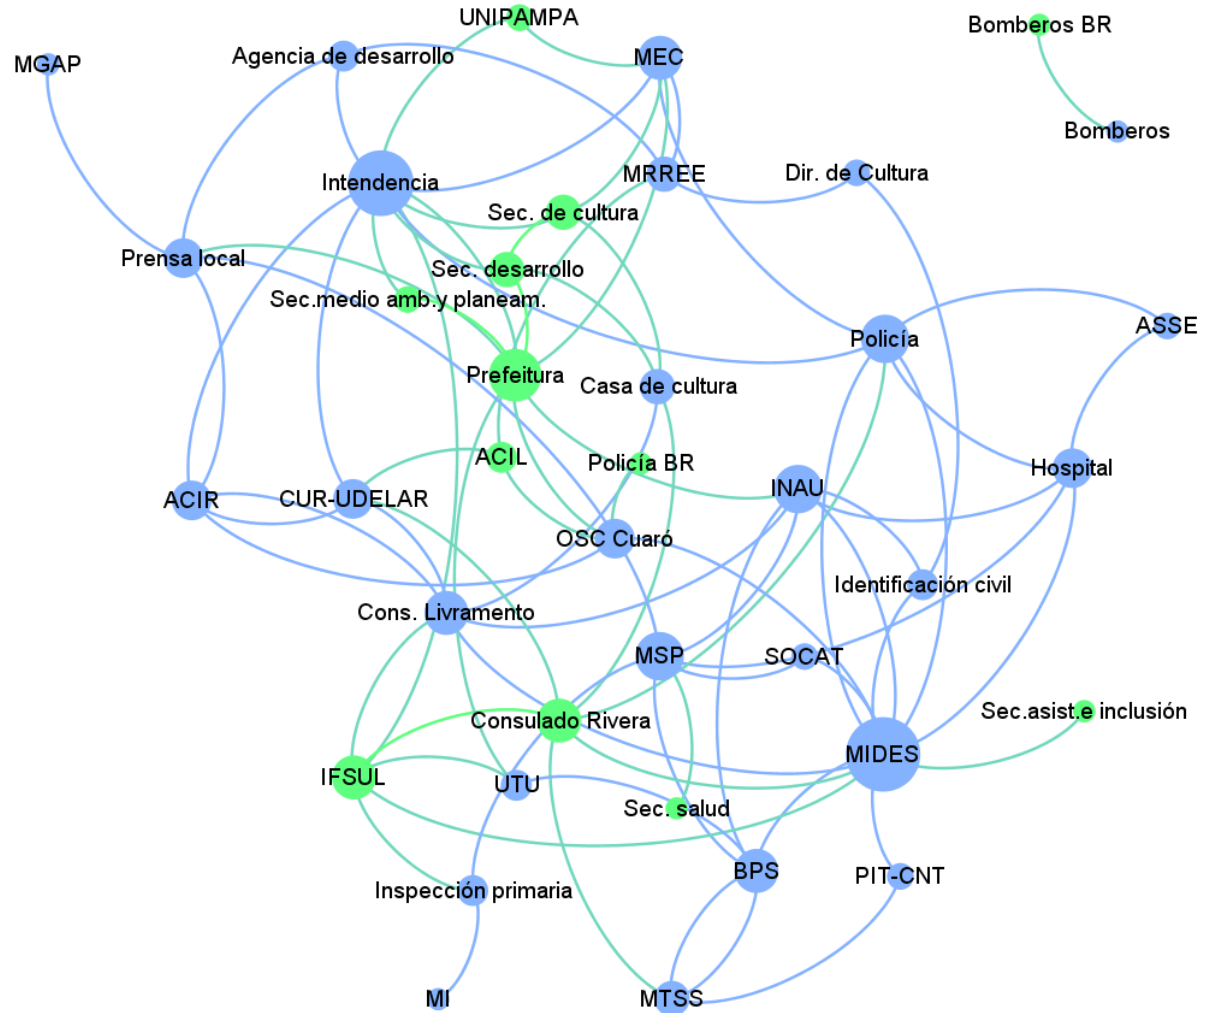 UNIPAMPA
Bomberos BR
Agencia de desarrollo
MEC
MGAP
Bomberos
Intendencia
MRREE
Dir. de Cultura
Sec. de cultura
Prensa local
Sec. desarrollo
Sec.medio amb.y planeam.
ASSE
Policía
Prefeitura
Casa de cultura
ACIL
Policía BR
Hospital
INAU
ACIR
CUR-UDELAR
OSC Cuaró
Identificación civil
Cons. Livramento
MSP
SOCAT
Sec.asist.e inclusión
Consulado Rivera
MIDES
IFSUL
UTU
Sec. salud
BPS
PIT-CNT
Inspección primaria
MI
MTSS